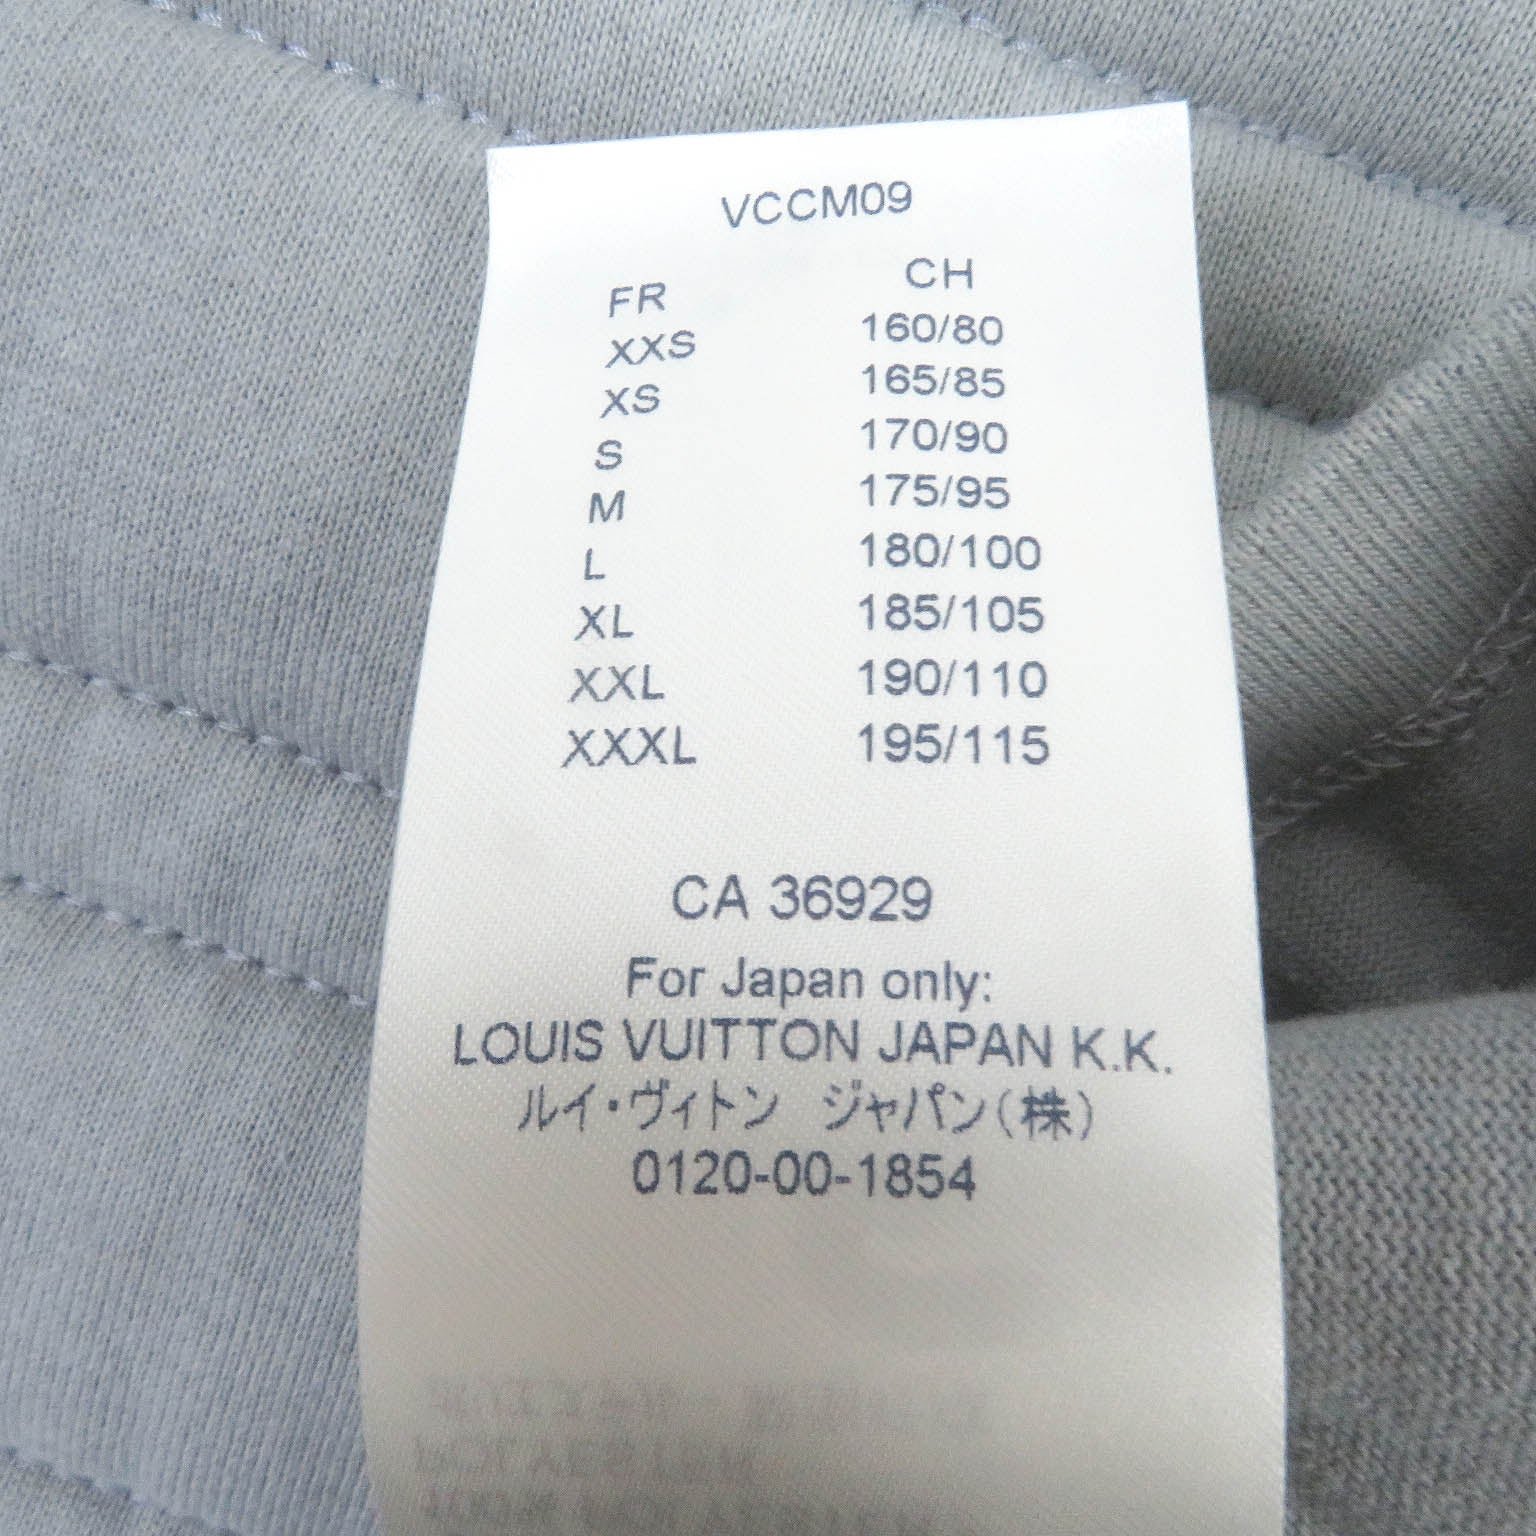 VCCM09
FR CH
XXS 160/80
XS 165/85
S 170/90
M 175/95
L 180/100
XL 185/105
XXL 190/110
XXXL 195/115
CA 36929
For Japan only:
LOUIS VUITTON JAPAN K.K.
ルイ・ヴィトン　ジャパン(株)
0120-00-1854